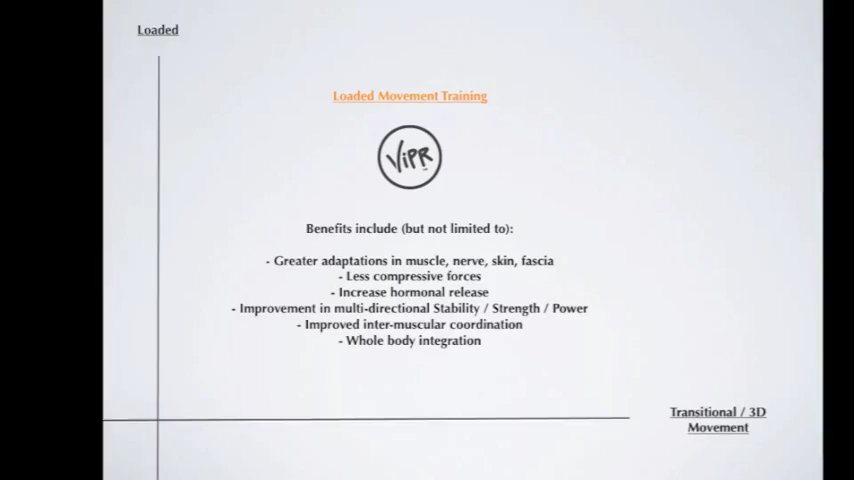 Loaded
Loaded Movement Training
ViPR
Benefits include (but not limited to):
- Greater adaptations in muscle, nerve, skin, fascia
- Less compressive forces
- Increase hormonal release
- Improvement in multi-directional Stability / Strength / Power
- Improved inter-muscular coordination
- Whole body integration
Transitional / 3D
Movement